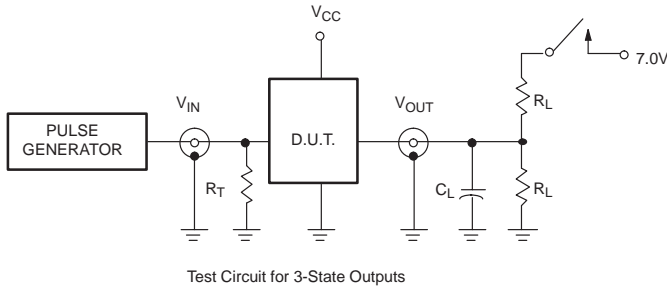 VCC
7.0V
RL
VIN
VOUT
PULSE
GENERATOR
D.U.T.
RT
CL
RL
Test Circuit for 3-State Outputs